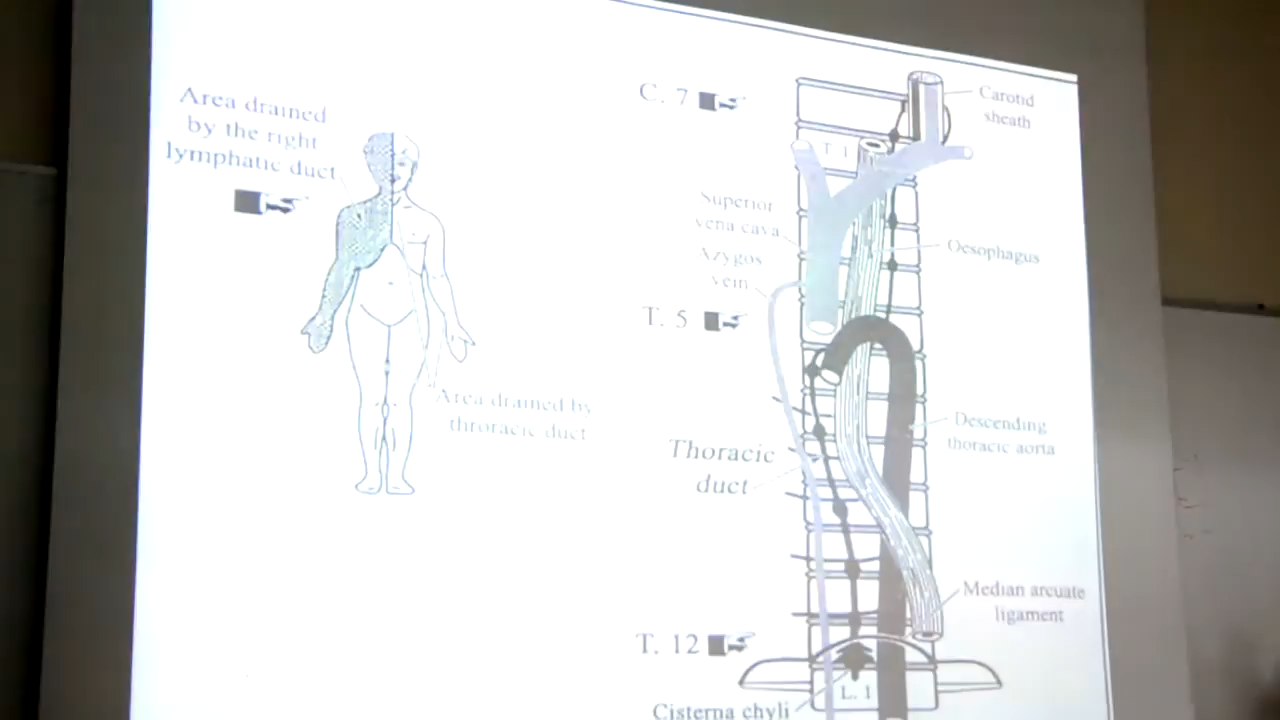 Area drained
by the right
lymphatic duct
Area drained by
throracic duct
C. 7
Carotid
sheath
T. 1
Superior
vena cava
Azygos
vein
Oesophagus
T. 5
Descending
thoracic aorta
Thoracic
duct
Median arcuate
ligament
T. 12
L. 1
Cisterna chyli